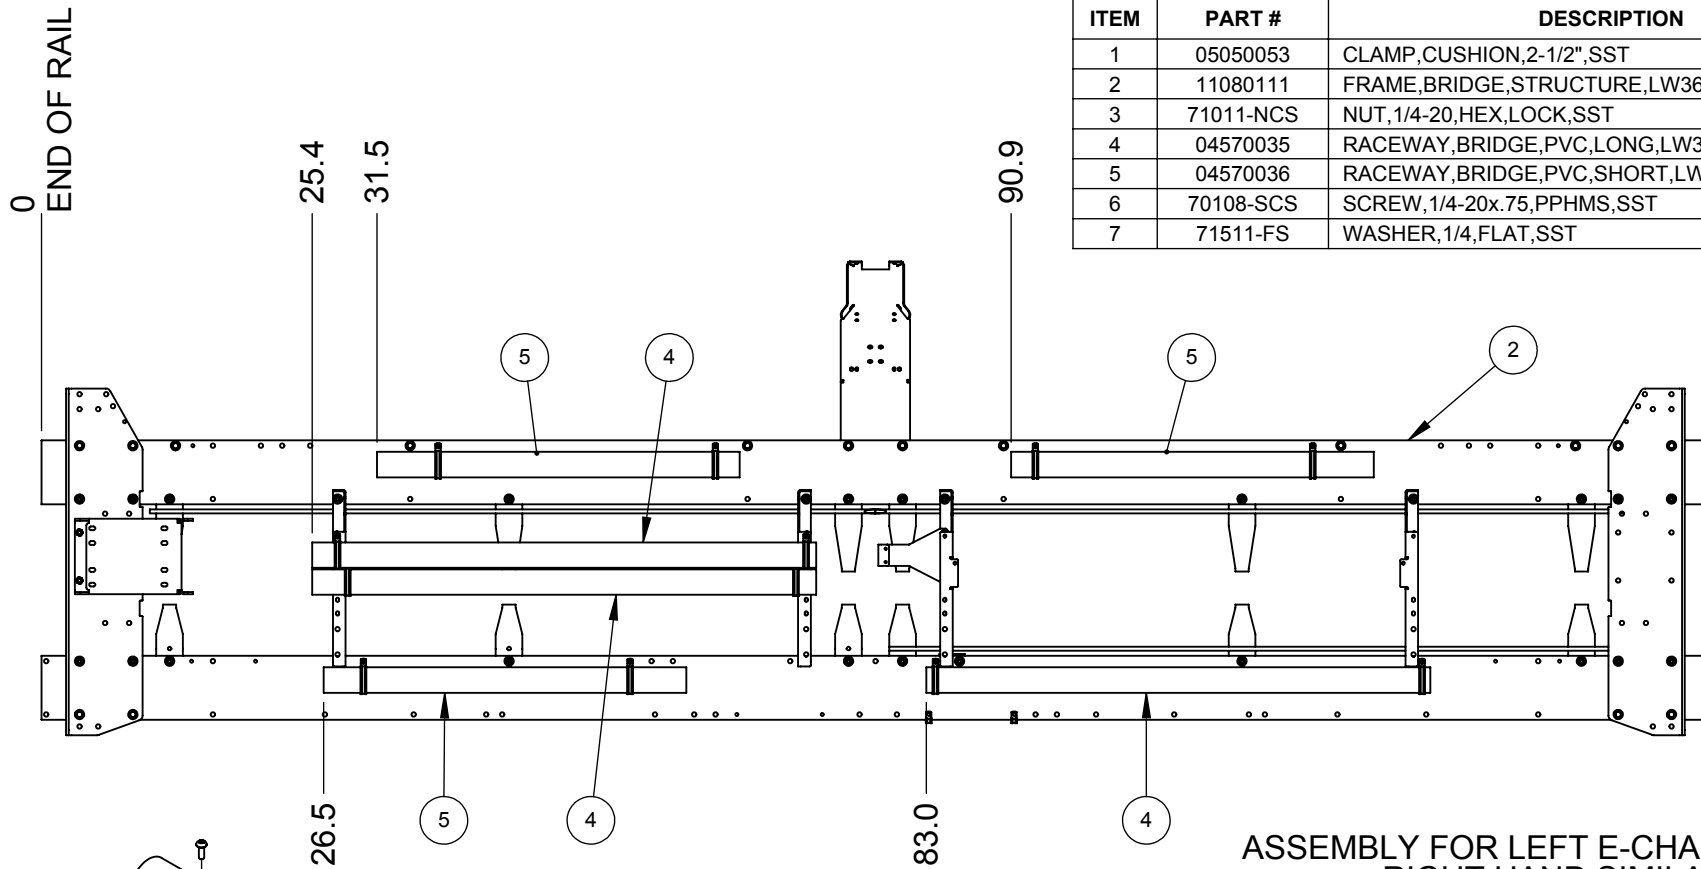 ITEM PART # DESCRIPTION
1 05050053 CLAMP,CUSHION,2-1/2",SST
2 11080111 FRAME,BRIDGE,STRUCTURE,LW36
3 71011-NCS NUT,1/4-20,HEX,LOCK,SST
4 04570035 RACEWAY,BRIDGE,PVC,LONG,LW3
5 04570036 RACEWAY,BRIDGE,PVC,SHORT,LW
6 70108-SCS SCREW,1/4-20x.75,PPHMS,SST
7 71511-FS WASHER,1/4,FLAT,SST
0
END OF RAIL
25.4
31.5
90.9
5
4
5
2
26.5
5
4
83.0
4
ASSEMBLY FOR LEFT E-CHA
RIGHT HAND SIMILA